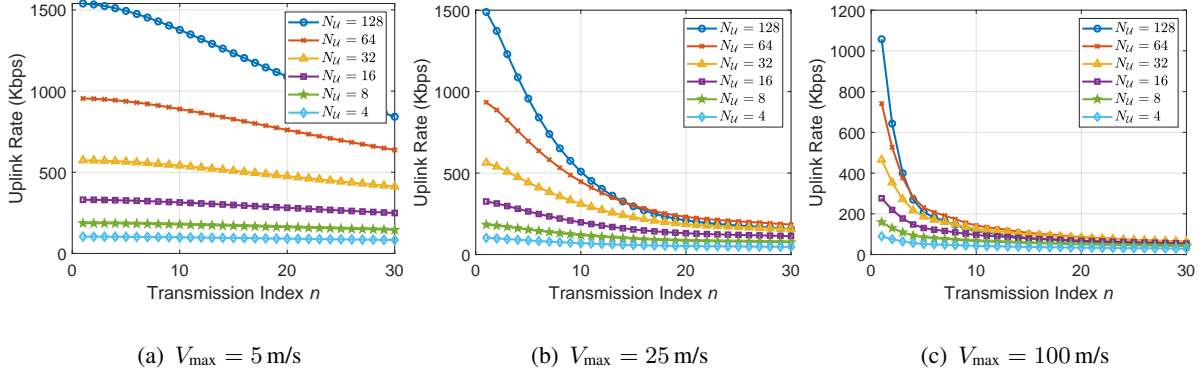 1500
1000
500
0
0
10
20
30
Uplink Rate (Kbps)
Transmission Index n
N_U = 128
N_U = 64
N_U = 32
N_U = 16
N_U = 8
N_U = 4
(a) V_max = 5 m/s
1500
1000
500
0
0
10
20
30
Uplink Rate (Kbps)
Transmission Index n
N_U = 128
N_U = 64
N_U = 32
N_U = 16
N_U = 8
N_U = 4
(b) V_max = 25 m/s
1200
1000
800
600
400
200
0
0
10
20
30
Uplink Rate (Kbps)
Transmission Index n
N_U = 128
N_U = 64
N_U = 32
N_U = 16
N_U = 8
N_U = 4
(c) V_max = 100 m/s